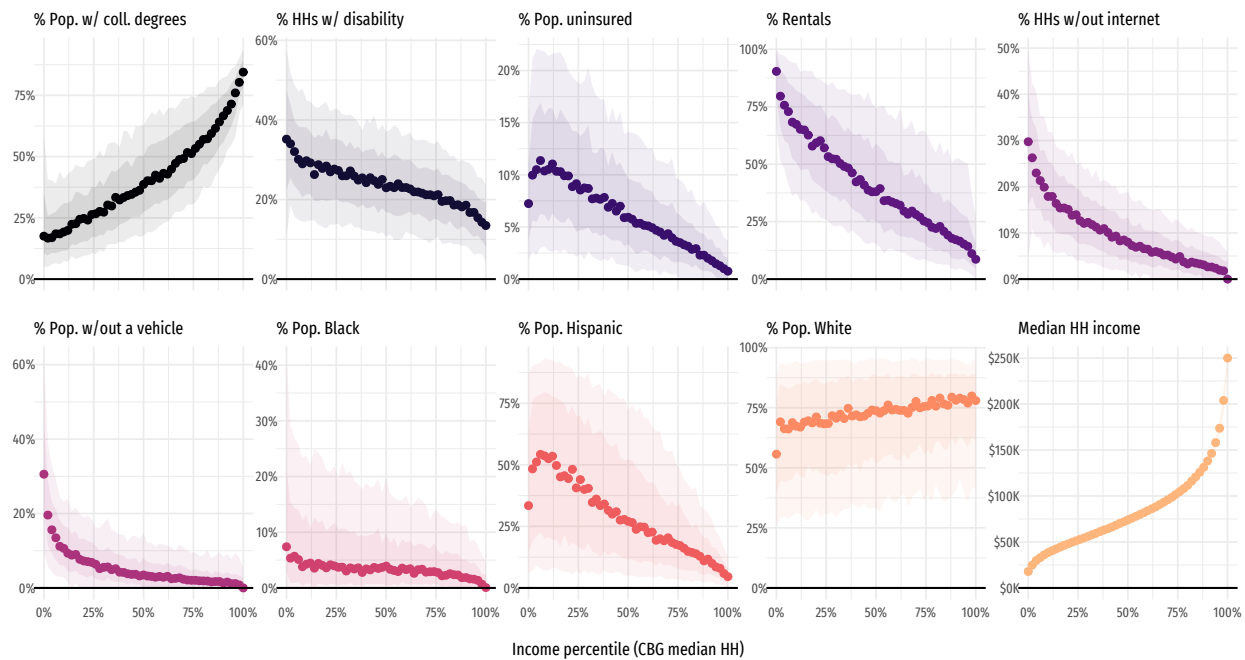 % Pop. w/ coll. degrees
% HHs w/ disability
% Pop. uninsured
% Rentals
% HHs w/out internet
75%
50%
25%
0%
60%
40%
20%
0%
20%
15%
10%
5%
0%
100%
75%
50%
25%
0%
50%
40%
30%
20%
10%
0%
% Pop. w/out a vehicle
% Pop. Black
% Pop. Hispanic
% Pop. White
Median HH income
60%
40%
20%
0%
40%
30%
20%
10%
0%
75%
50%
25%
0%
100%
75%
50%
25%
0%
$250K
$200K
$150K
$100K
$50K
$0K
0% 25% 50% 75% 100%
0% 25% 50% 75% 100%
0% 25% 50% 75% 100%
0% 25% 50% 75% 100%
0% 25% 50% 75% 100%
Income percentile (CBG median HH)